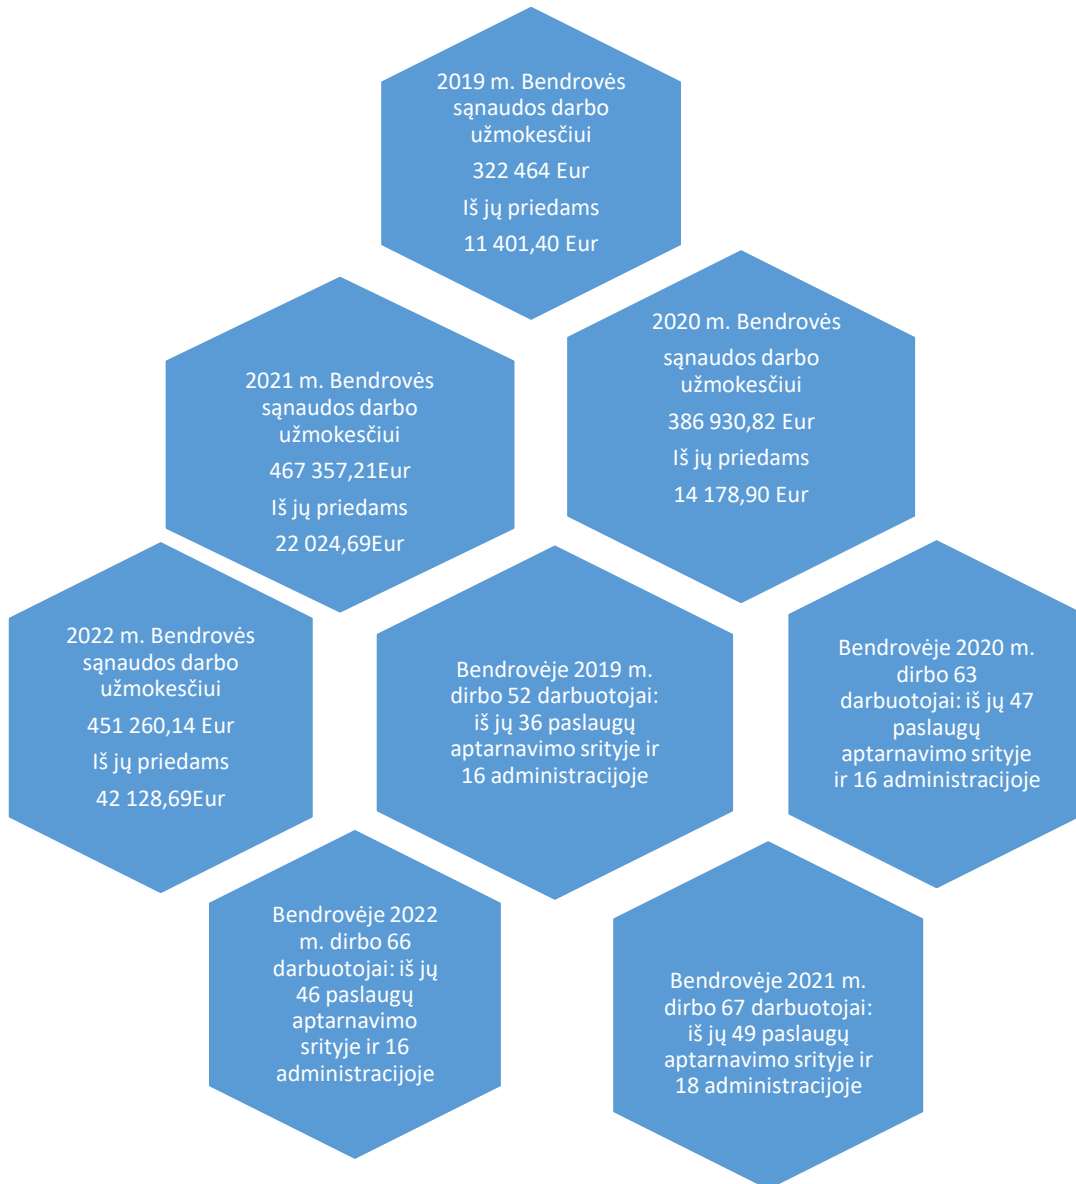 2019 m. Bendrovės
sąnaudos darbo
užmokesčiui
322 464 Eur
Iš jų priedams
11 401,40 Eur
2020 m. Bendrovės
sąnaudos darbo
užmokesčiui
386 930,82 Eur
Iš jų priedams
14 178,90 Eur
2021 m. Bendrovės
sąnaudos darbo
užmokesčiui
467 357,21Eur
Iš jų priedams
22 024,69Eur
2022 m. Bendrovės
sąnaudos darbo
užmokesčiui
451 260,14 Eur
Iš jų priedams
42 128,69Eur
Bendrovėje 2019 m.
dirbo 52 darbuotojai:
iš jų 36 paslaugų
aptarnavimo srityje ir
16 administracijoje
Bendrovėje 2020 m.
dirbo 63
darbuotojai: iš jų 47
paslaugų
aptarnavimo srityje
ir 16 administracijoje
Bendrovėje 2022
m. dirbo 66
darbuotojai: iš jų
46 paslaugų
aptarnavimo
srityje ir 16
administracijoje
Bendrovėje 2021 m.
dirbo 67 darbuotojai:
iš jų 49 paslaugų
aptarnavimo srityje ir
18 administracijoje